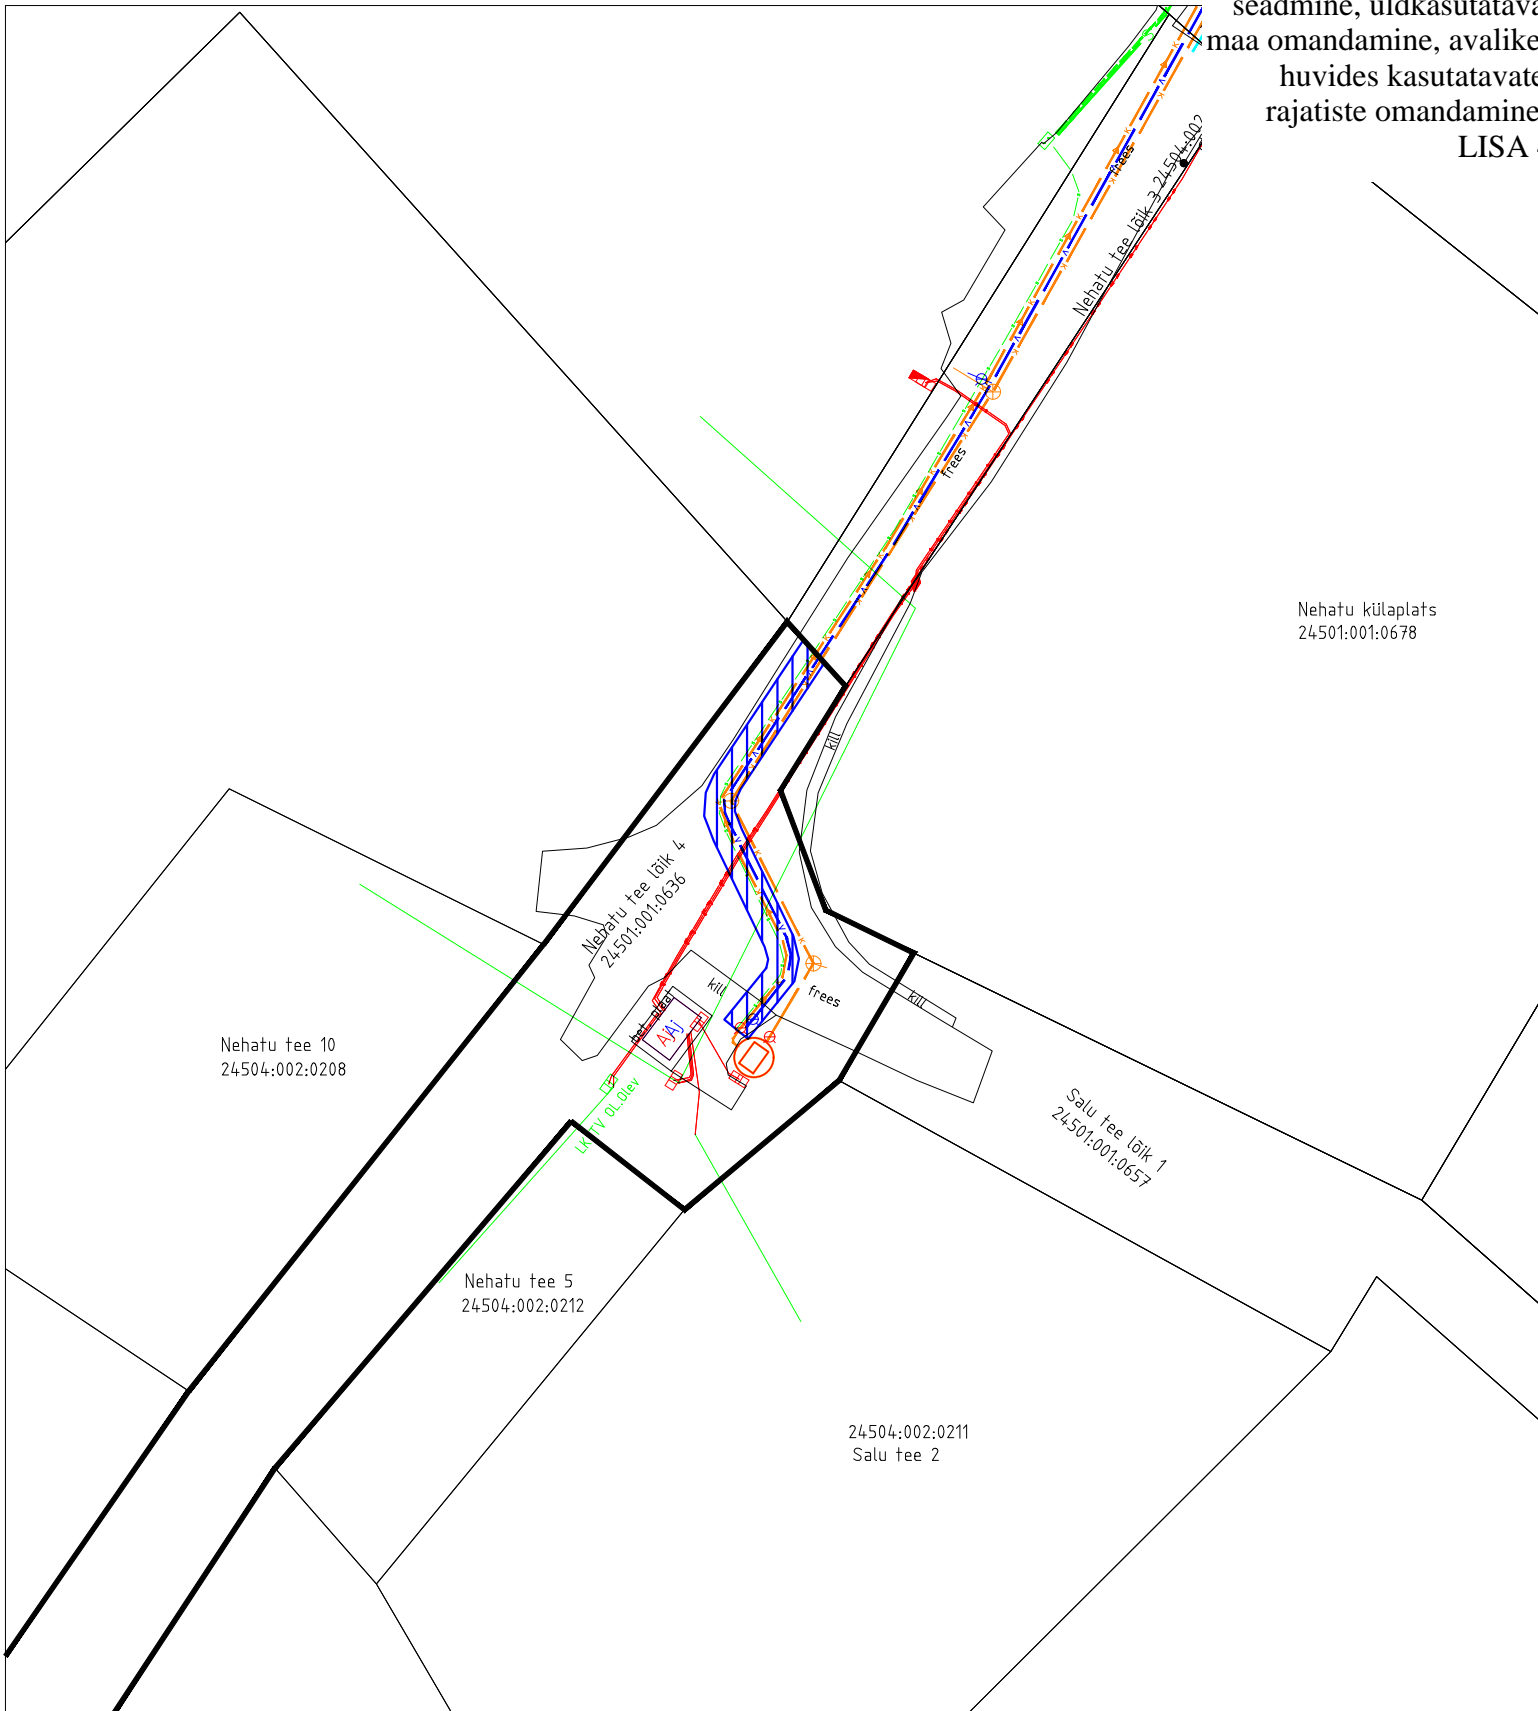 seadmine, üldkasutatava
maa omandamine, avalike
huvides kasutatavate
rajatiste omandamine
LISA
frees
Nehatu tee lõik 3 24504:002
frees
Nehatu külaplats
24501:001:0678
kill
Nehatu tee lõik 4
24501:001:0636
kill
frees
kill
bet. plaat
AjAj
Nehatu tee 10
24504:002:0208
LK TV OL.Olev
Salu tee lõik 1
24501:001:0657
Nehatu tee 5
24504:002:0212
24504:002:0211
Salu tee 2